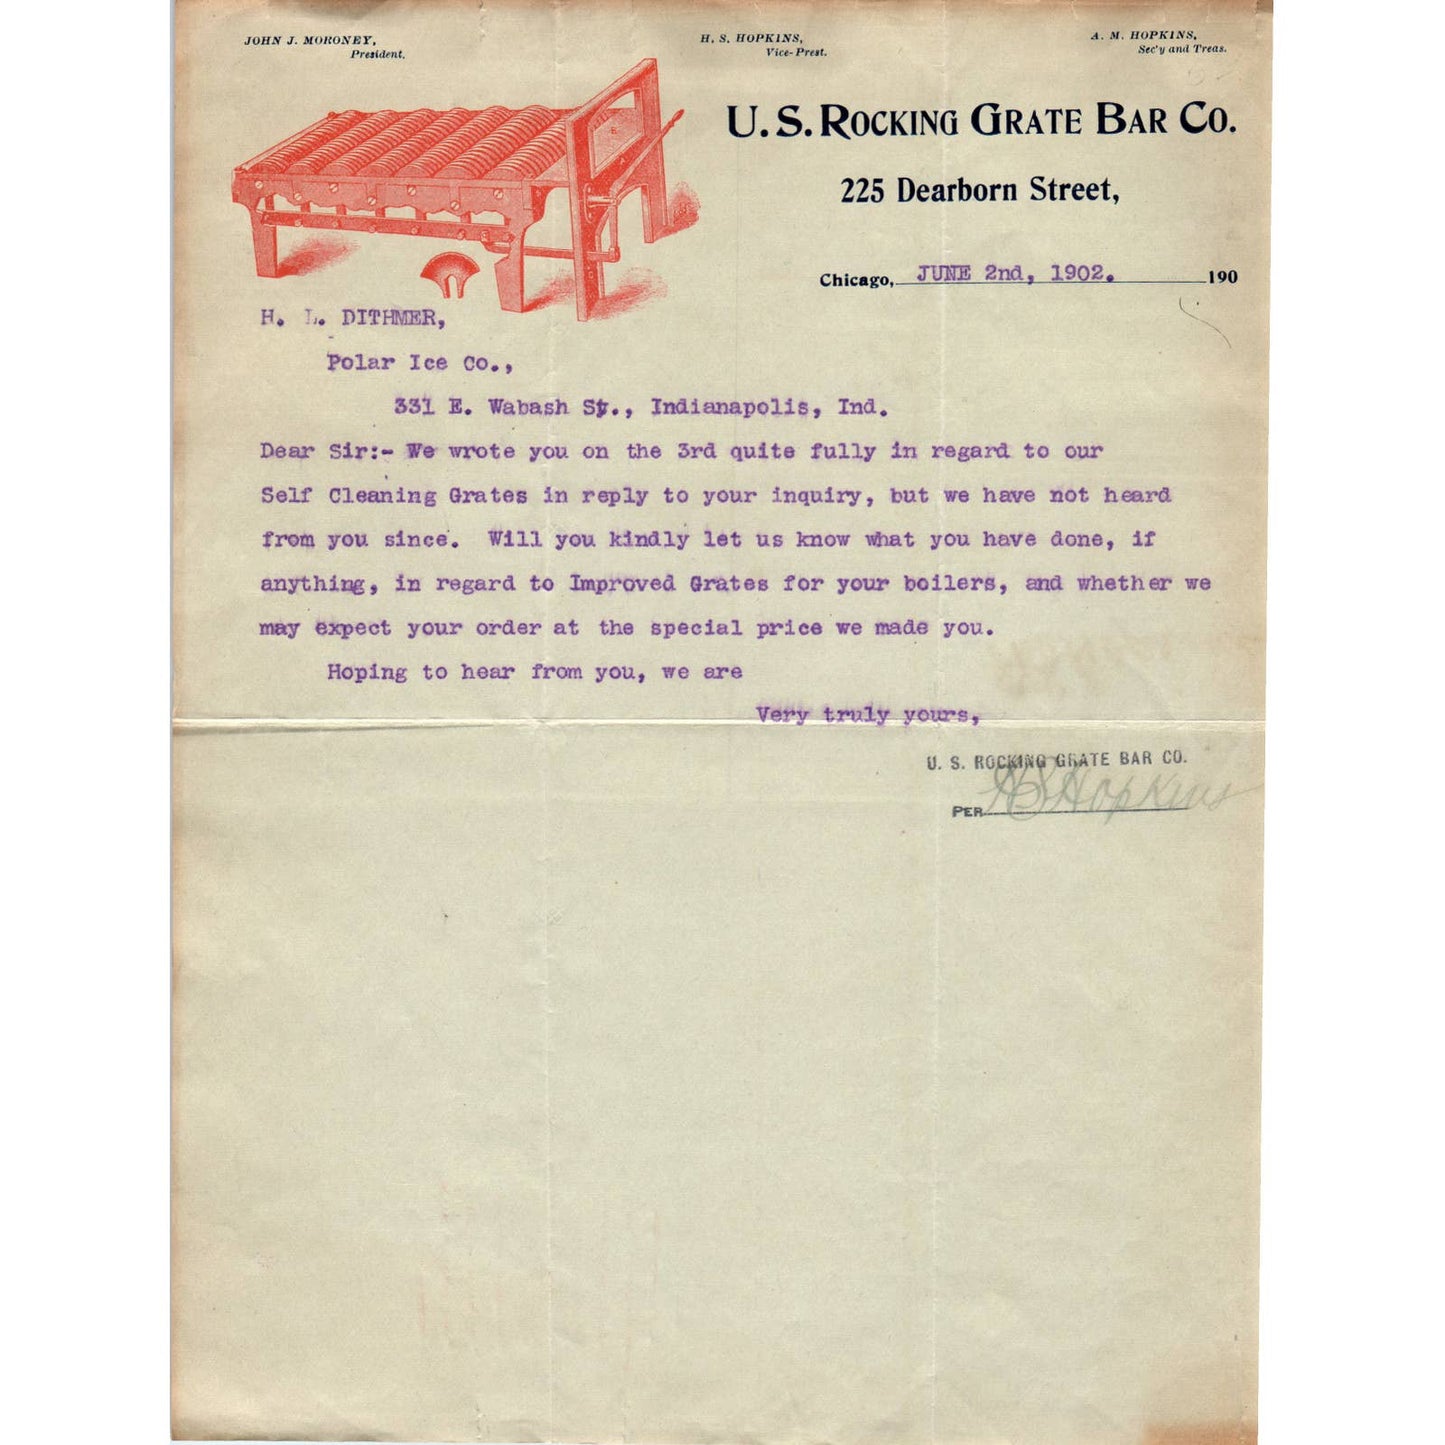 JOHN J. MORONEY,
President.
H. S. HOPKINS,
Vice-Prest.
A. M. HOPKINS,
Sec'y and Treas.
U. S. ROCKING GRATE BAR CO.
225 Dearborn Street,
Chicago, JUNE 2nd, 1902. 190
H. L. DITHMER,
Polar Ice Co.,
331 E. Wabash St., Indianapolis, Ind.
Dear Sir:- We wrote you on the 3rd quite fully in regard to our
Self Cleaning Grates in reply to your inquiry, but we have not heard
from you since. Will you kindly let us know what you have done, if
anything, in regard to Improved Grates for your boilers, and whether we
may expect your order at the special price we made you.
Hoping to hear from you, we are
Very truly yours,
U. S. ROCKING GRATE BAR CO.
PER H S Hopkins